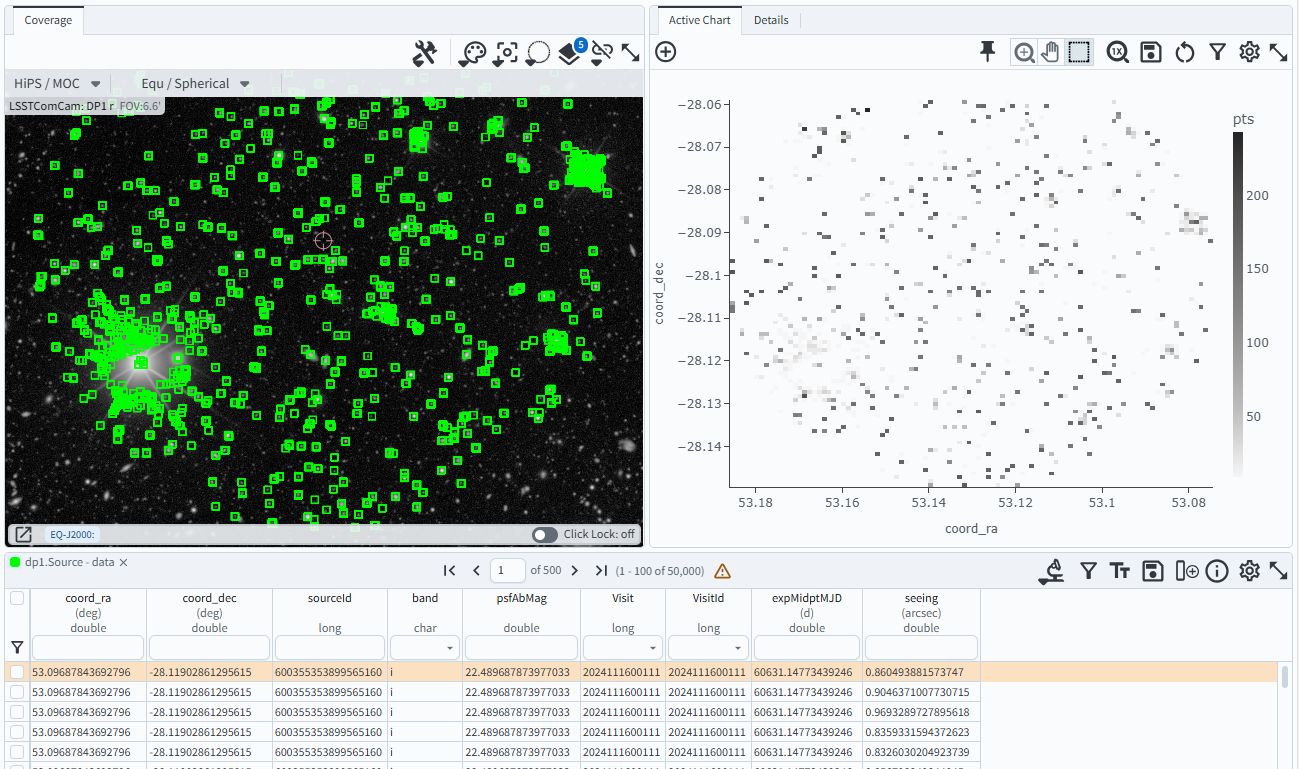 Coverage
5
HiPS / MOC
Equ / Spherical
LSSTComCam: DP1 r FOV:6.6'
EQ-J2000:
Click Lock: off
Active Chart
Details
1X
−28.06
−28.07
−28.08
−28.09
−28.1
−28.11
−28.12
−28.13
−28.14
coord_dec
53.18
53.16
53.14
53.12
53.1
53.08
coord_ra
pts
200
150
100
50
dp1.Source - data ×
1 of 500 (1 - 100 of 50,000)
coord_ra coord_dec sourceId band psfAbMag Visit VisitId expMidptMJD seeing
(deg) (deg) (d) (arcsec)
double double long char double long long double double
53.09687843692796 -28.11902861295615 600355353899565160 i 22.489687873977033 2024111600111 2024111600111 60631.14773439246 0.860493881573747
53.09687843692796 -28.11902861295615 600355353899565160 i 22.489687873977033 2024111600111 2024111600111 60631.14773439246 0.9046371007730715
53.09687843692796 -28.11902861295615 600355353899565160 i 22.489687873977033 2024111600111 2024111600111 60631.14773439246 0.9693289727895618
53.09687843692796 -28.11902861295615 600355353899565160 i 22.489687873977033 2024111600111 2024111600111 60631.14773439246 0.8359331594372623
53.09687843692796 -28.11902861295615 600355353899565160 i 22.489687873977033 2024111600111 2024111600111 60631.14773439246 0.8326030204923739